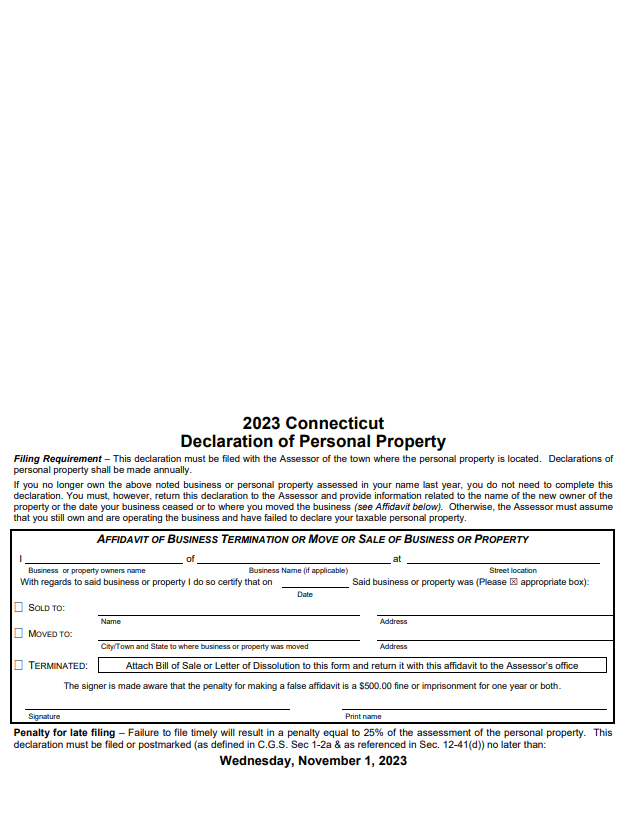 2023 Connecticut
Declaration of Personal Property
Filing Requirement – This declaration must be filed with the Assessor of the town where the personal property is located. Declarations of
personal property shall be made annually.
If you no longer own the above noted business or personal property assessed in your name last year, you do not need to complete this
declaration. You must, however, return this declaration to the Assessor and provide information related to the name of the new owner of the
property or the date your business ceased or to where you moved the business (see Affidavit below). Otherwise, the Assessor must assume
that you still own and are operating the business and have failed to declare your taxable personal property.
AFFIDAVIT OF BUSINESS TERMINATION OR MOVE OR SALE OF BUSINESS OR PROPERTY
I of at
Business or property owners name Business Name (if applicable) Street location
With regards to said business or property I do so certify that on Said business or property was (Please ☒ appropriate box):
Date
☐ SOLD TO:
Name Address
☐ MOVED TO:
City/Town and State to where business or property was moved Address
☐ TERMINATED: Attach Bill of Sale or Letter of Dissolution to this form and return it with this affidavit to the Assessor's office
The signer is made aware that the penalty for making a false affidavit is a $500.00 fine or imprisonment for one year or both.
Signature Print name
Penalty for late filing – Failure to file timely will result in a penalty equal to 25% of the assessment of the personal property. This
declaration must be filed or postmarked (as defined in C.G.S. Sec 1-2a & as referenced in Sec. 12-41(d)) no later than:
Wednesday, November 1, 2023